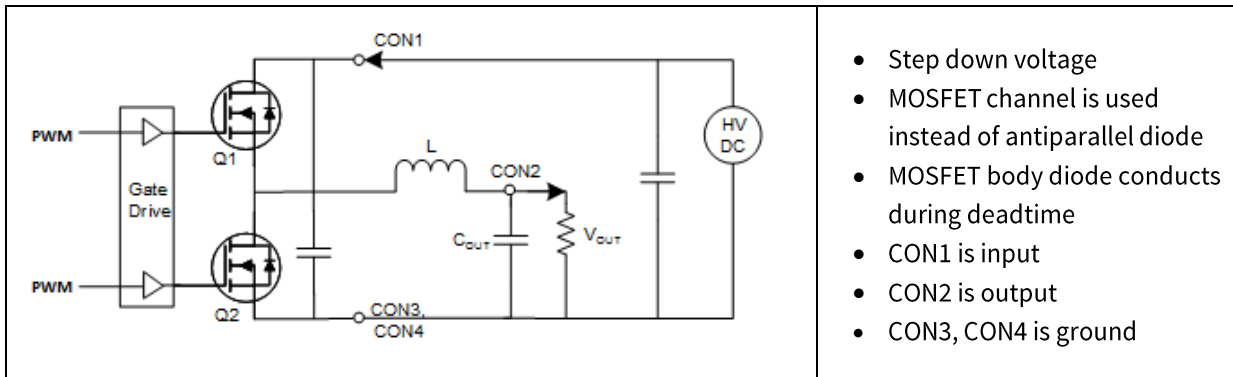 CON1
PWM
Q1
HV
DC
L
CON2
Gate
Drive
COUT
VOUT
PWM
Q2
CON3,
CON4
• Step down voltage
• MOSFET channel is used
instead of antiparallel diode
• MOSFET body diode conducts
during deadtime
• CON1 is input
• CON2 is output
• CON3, CON4 is ground